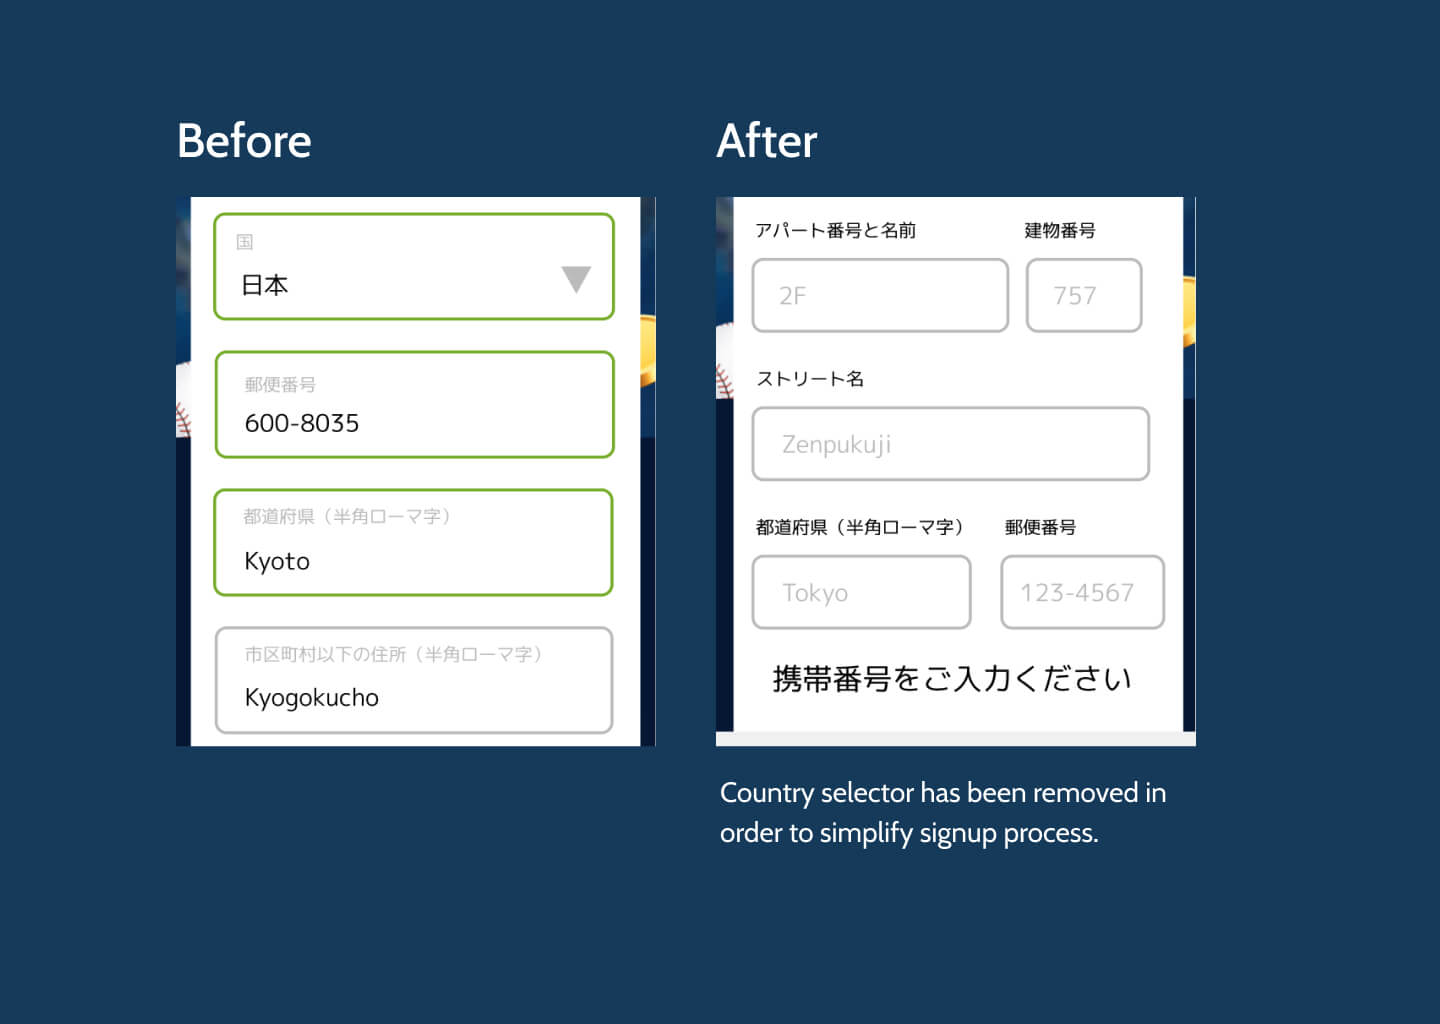 Before
国
日本
郵便番号
600-8035
都道府県（半角ローマ字）
Kyoto
市区町村以下の住所（半角ローマ字）
Kyogokucho
After
アパート番号と名前
建物番号
2F
757
ストリート名
Zenpukuji
都道府県（半角ローマ字）
郵便番号
Tokyo
123-4567
携帯番号をご入力ください
Country selector has been removed in
order to simplify signup process.